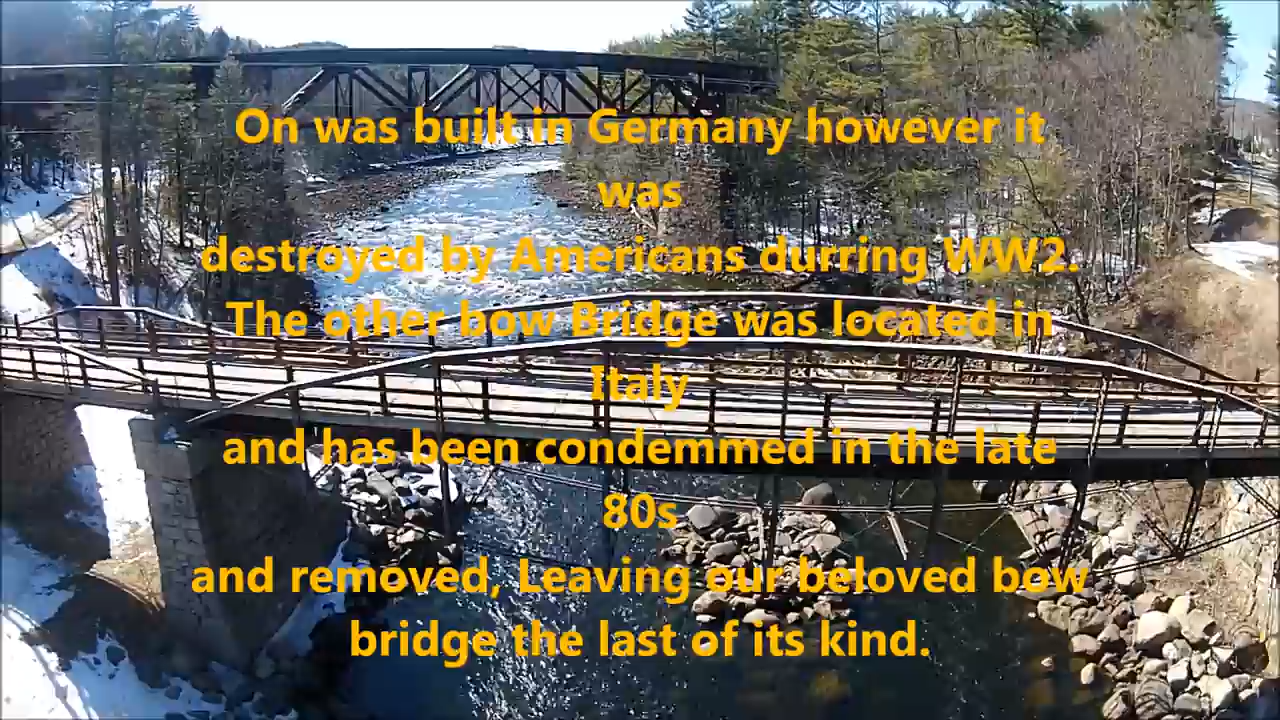 On was built in Germany however it
was
destroyed by Americans durring WW2.
The other bow Bridge was located in
Italy
and has been condemmed in the late
80s
and removed, Leaving our beloved bow
bridge the last of its kind.